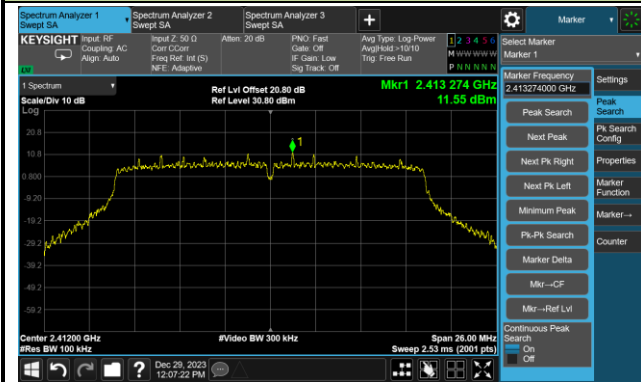 Spectrum Analyzer 1
Swept SA
Spectrum Analyzer 2
Swept SA
Spectrum Analyzer 3
Swept SA
+
Marker
KEYSIGHT
Input: RF
Coupling: AC
Align: Auto
Input Z: 50 Ω
Corr CCorr
Freq Ref: Int (S)
NFE: Adaptive
Atten: 20 dB
PNO: Fast
Gate: Off
IF Gain: Low
Sig Track: Off
Avg Type: Log-Power
Avg|Hold:>10/10
Trig: Free Run
1 2 3 4 5 6
M W W W W W
P N N N N N
Select Marker
Marker 1
1 Spectrum
Scale/Div 10 dB
Log
Ref Lvl Offset 20.80 dB
Ref Level 30.80 dBm
Mkr1 2.413 274 GHz
11.55 dBm
20.8
10.8
0.800
-9.20
-19.2
-29.2
-39.2
-49.2
-59.2
1
Center 2.41200 GHz
#Res BW 100 kHz
#Video BW 300 kHz
Span 26.00 MHz
Sweep 2.53 ms (2001 pts)
Marker Frequency
2.413274000 GHz
Peak Search
Next Peak
Next Pk Right
Next Pk Left
Minimum Peak
Pk-Pk Search
Marker Delta
Mkr→CF
Mkr→Ref Lvl
Continuous Peak
Search
On
Off
Settings
Peak
Search
Pk Search
Config
Properties
Marker
Function
Marker→
Counter
?
Dec 29, 2023
12:07:22 PM